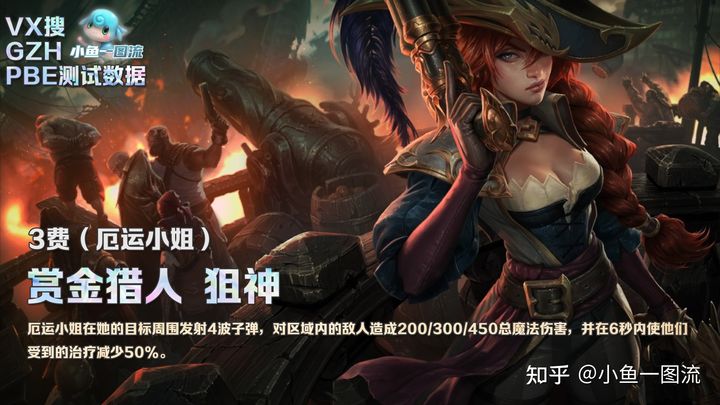 VX搜
GZH 小鱼一图流
PBE测试数据
3费（厄运小姐）
赏金猎人 狙神
厄运小姐在她的目标周围发射4波子弹，对区域内的敌人造成200/300/450总魔法伤害，并在6秒内使他们
受到的治疗减少50%。
知乎 @小鱼一图流